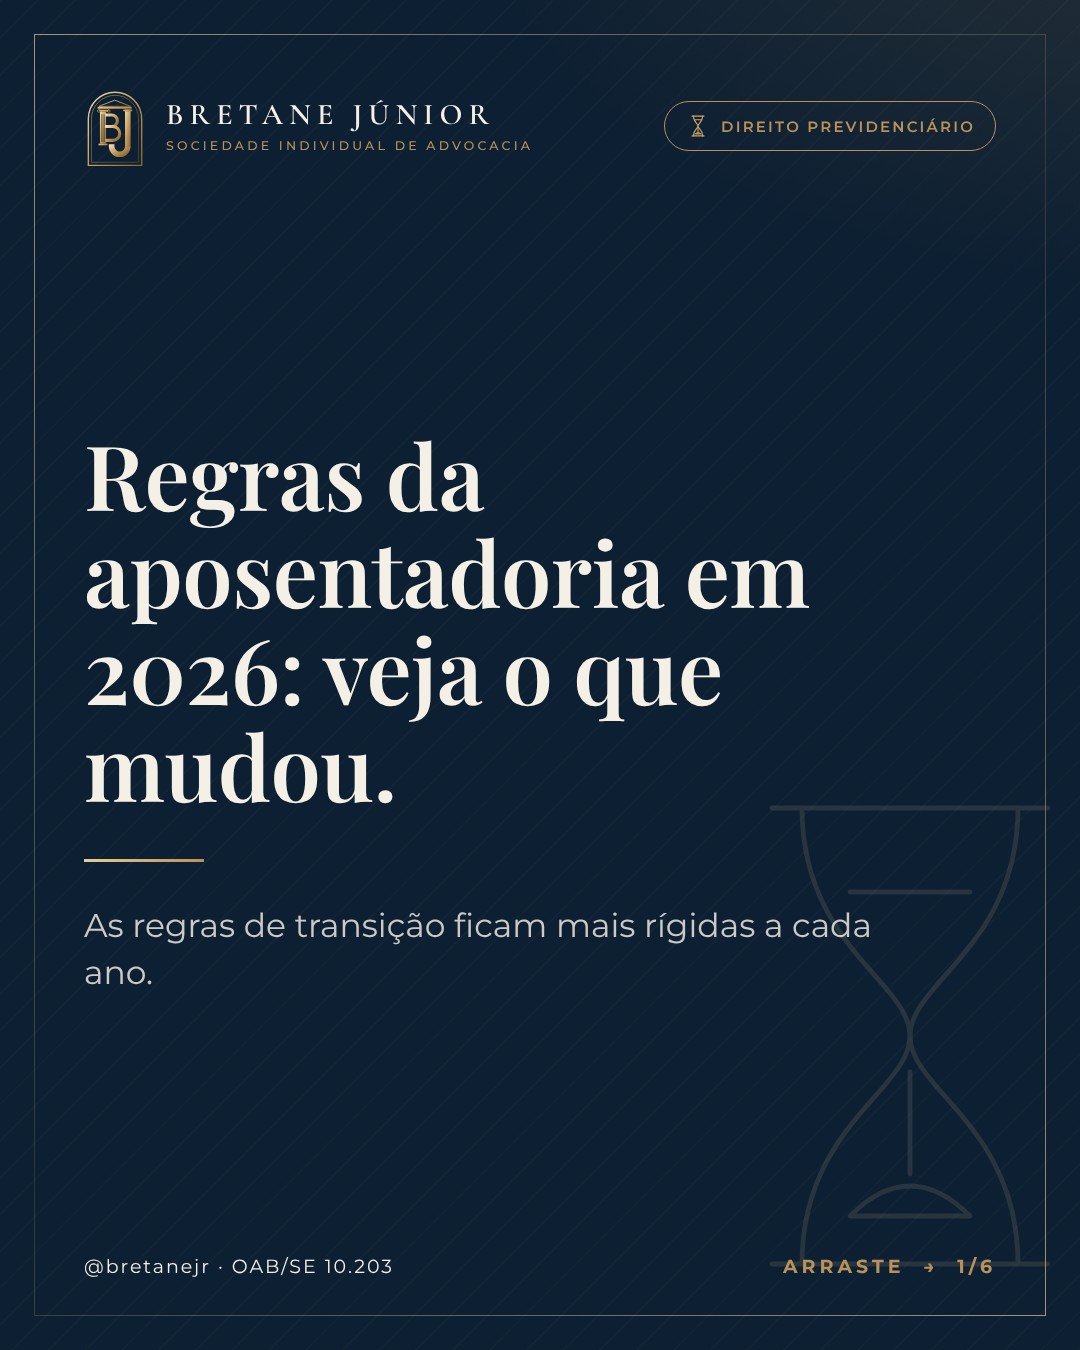 BJ
BRETANE JÚNIOR
SOCIEDADE INDIVIDUAL DE ADVOCACIA
DIREITO PREVIDENCIÁRIO
Regras da
aposentadoria em
2026: veja o que
mudou.
As regras de transição ficam mais rígidas a cada
ano.
@bretanejr · OAB/SE 10.203
ARRASTE → 1/6